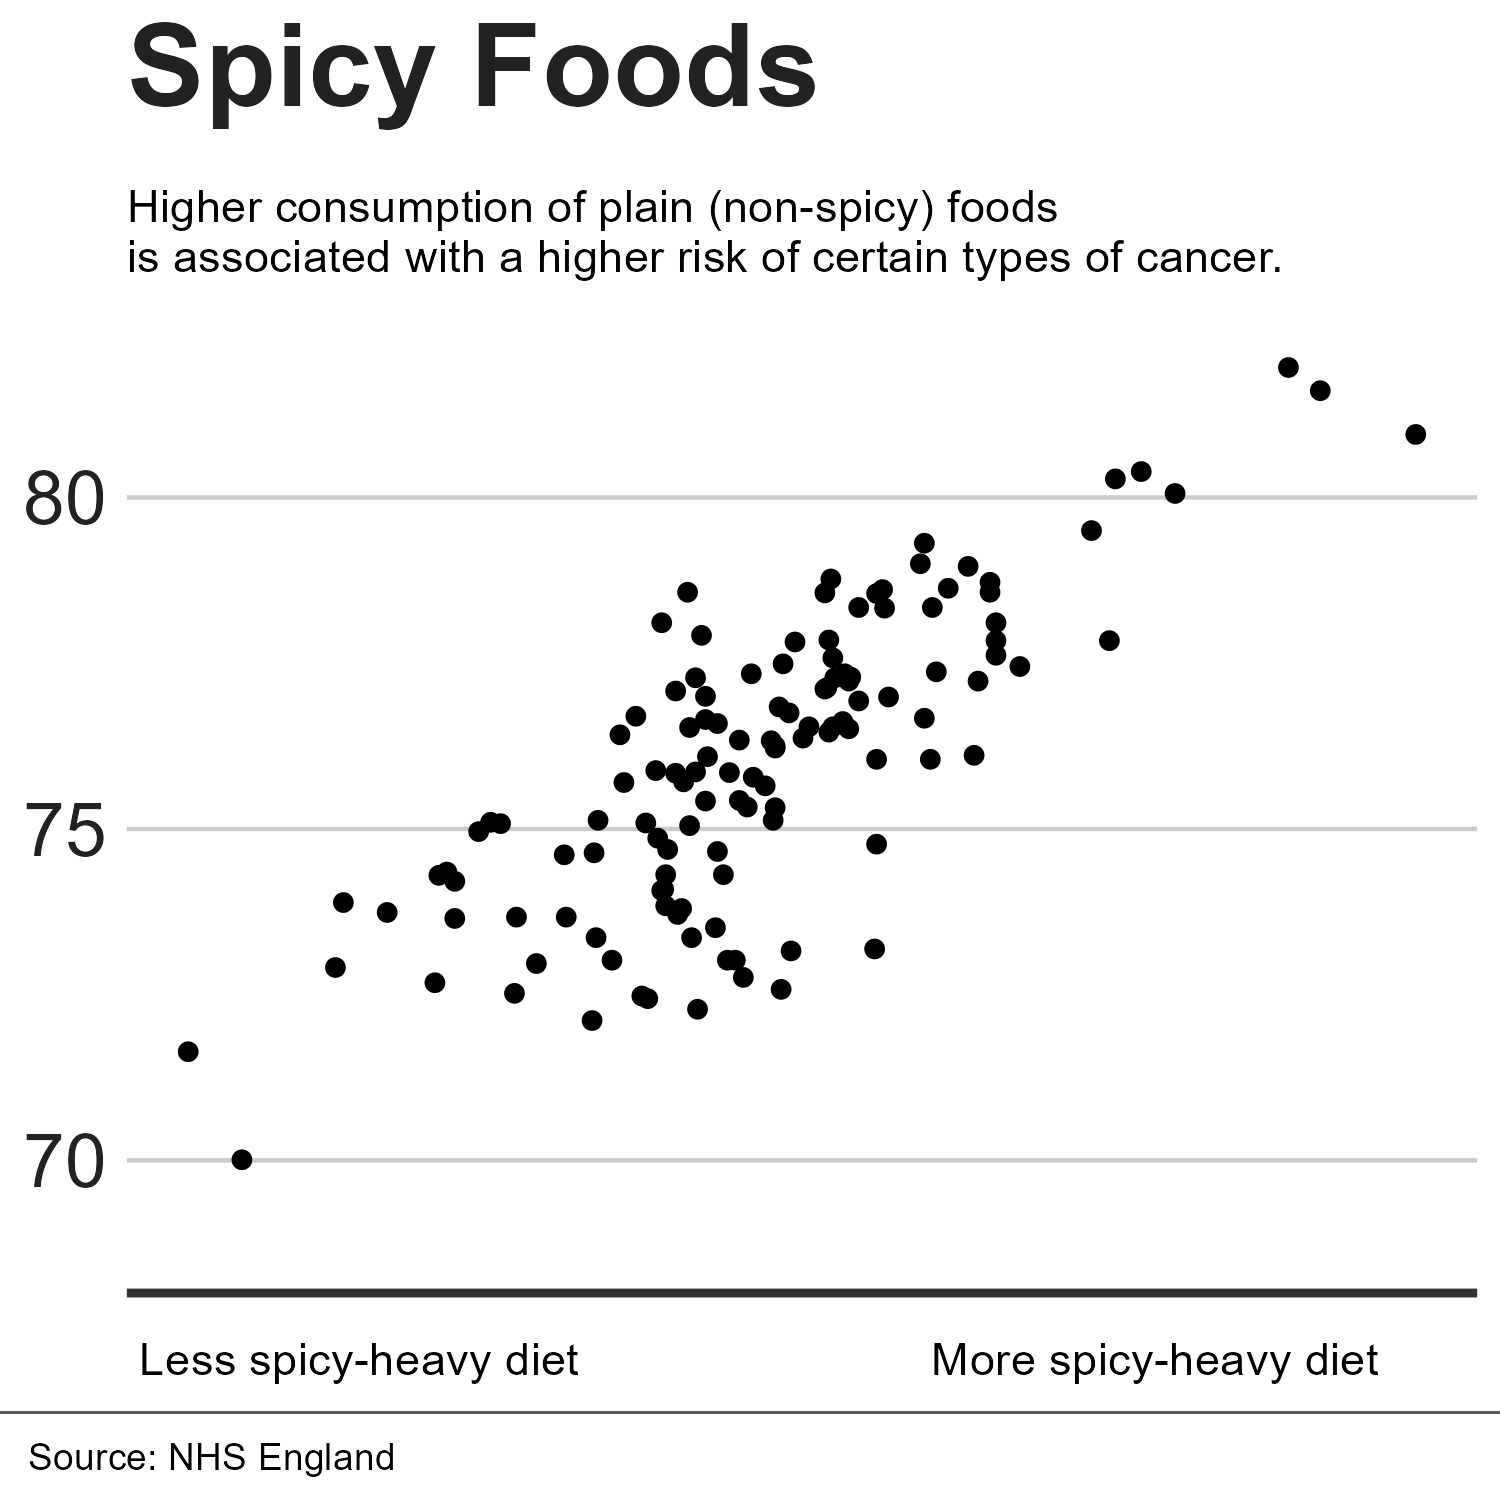 Spicy Foods
Higher consumption of plain (non-spicy) foods
is associated with a higher risk of certain types of cancer.
80
75
70
Less spicy-heavy diet
More spicy-heavy diet
Source: NHS England